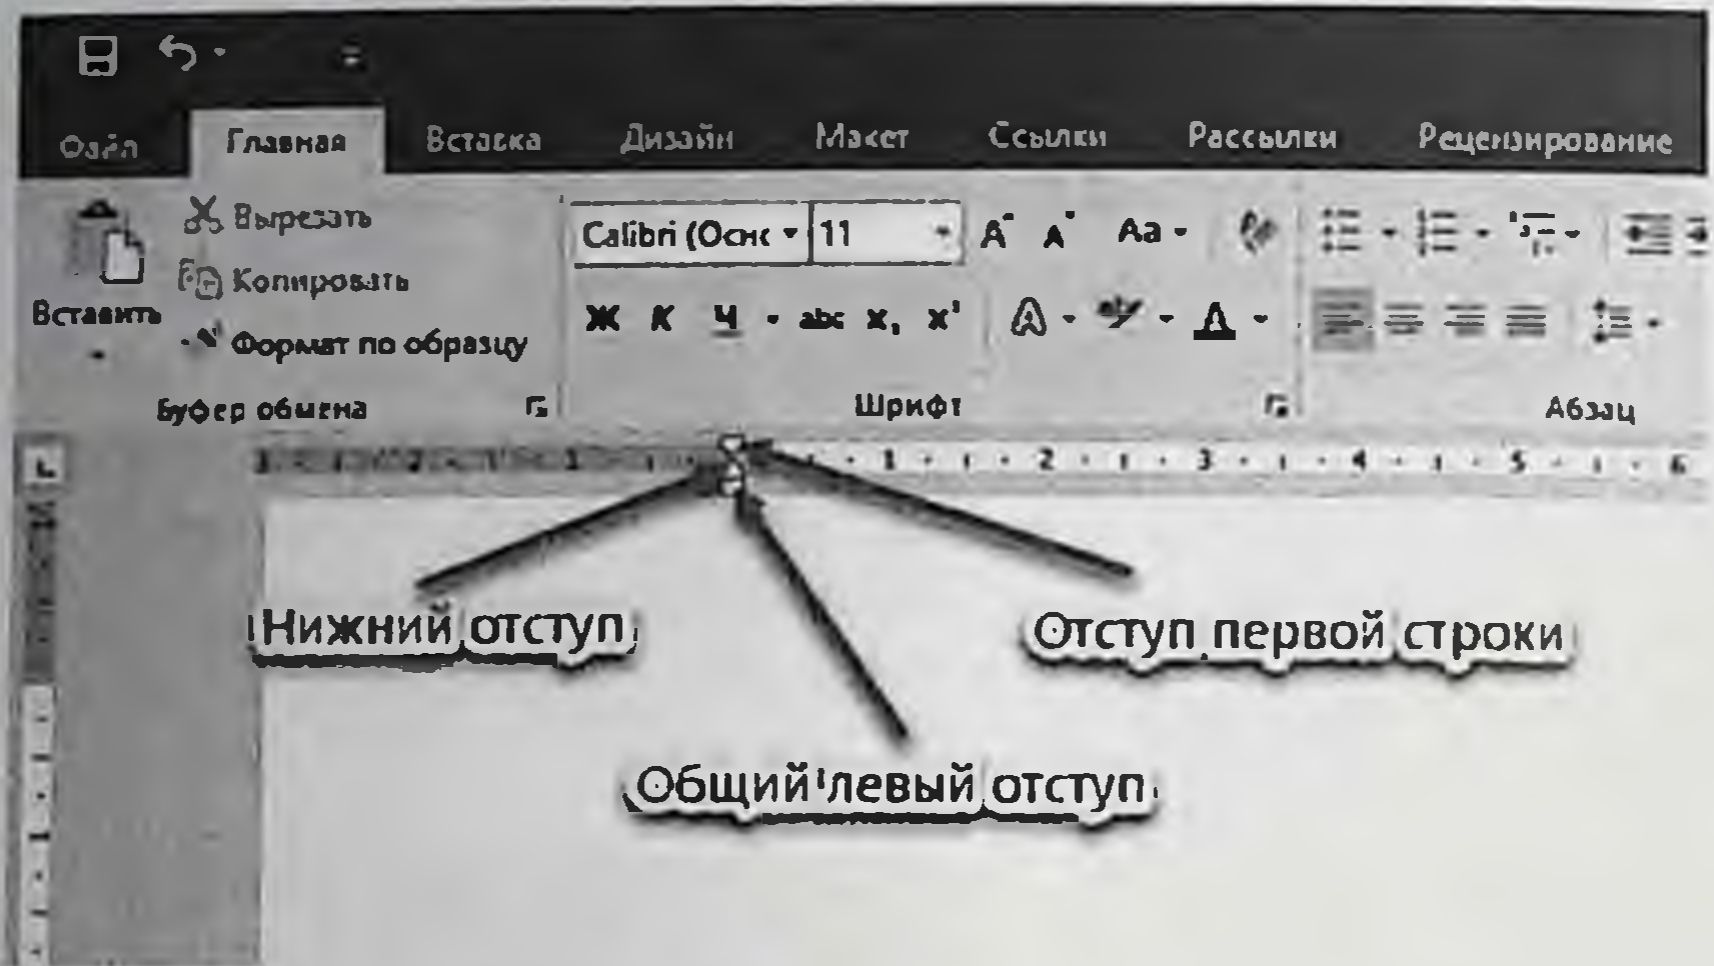 Файл Главная Вставка Дизайн Макет Ссылки Рассылки Рецензирование
Вырезать
Calibri (Осн 11 Aa
Копировать
Вставить
Ж К Ч abc x, x²
Формат по образцу
Буфер обмена Шрифт Абзац
1 2 3 4 5 6
Нижний отступ
Отступ первой строки
Общий левый отступ